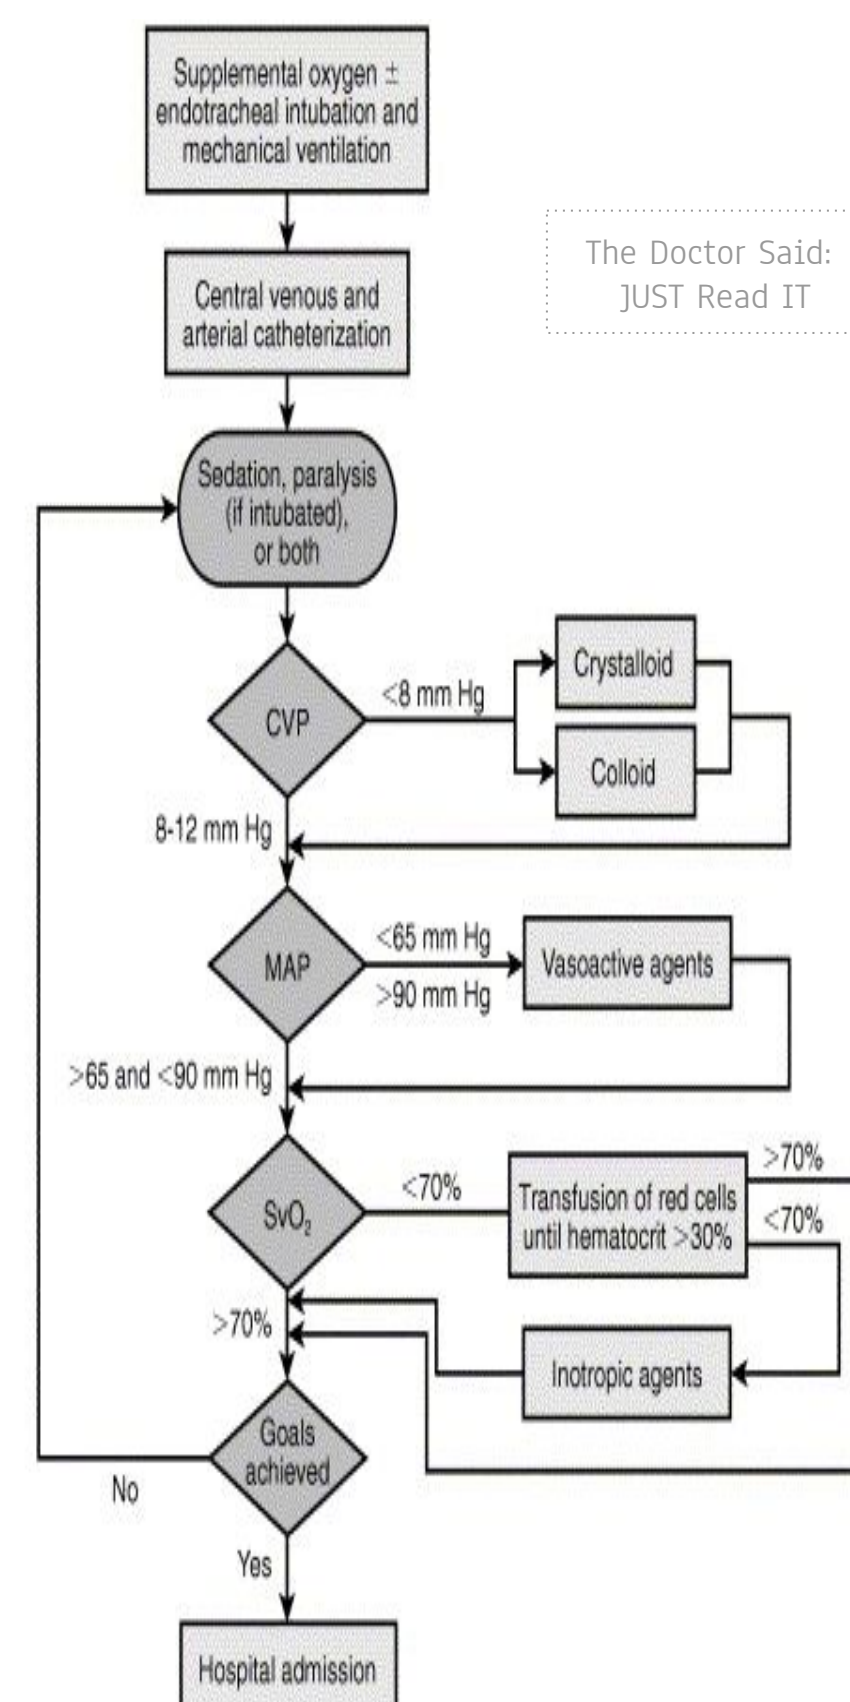 Supplemental oxygen ±
endotracheal intubation and
mechanical ventilation
The Doctor Said:
JUST Read IT
Central venous and
arterial catheterization
Sedation, paralysis
(if intubated),
or both
CVP
<8 mm Hg
Crystalloid
Colloid
8-12 mm Hg
MAP
<65 mm Hg
>90 mm Hg
Vasoactive agents
>65 and <90 mm Hg
SvO₂
<70%
Transfusion of red cells
until hematocrit >30%
>70%
<70%
>70%
Inotropic agents
Goals
achieved
No
Yes
Hospital admission